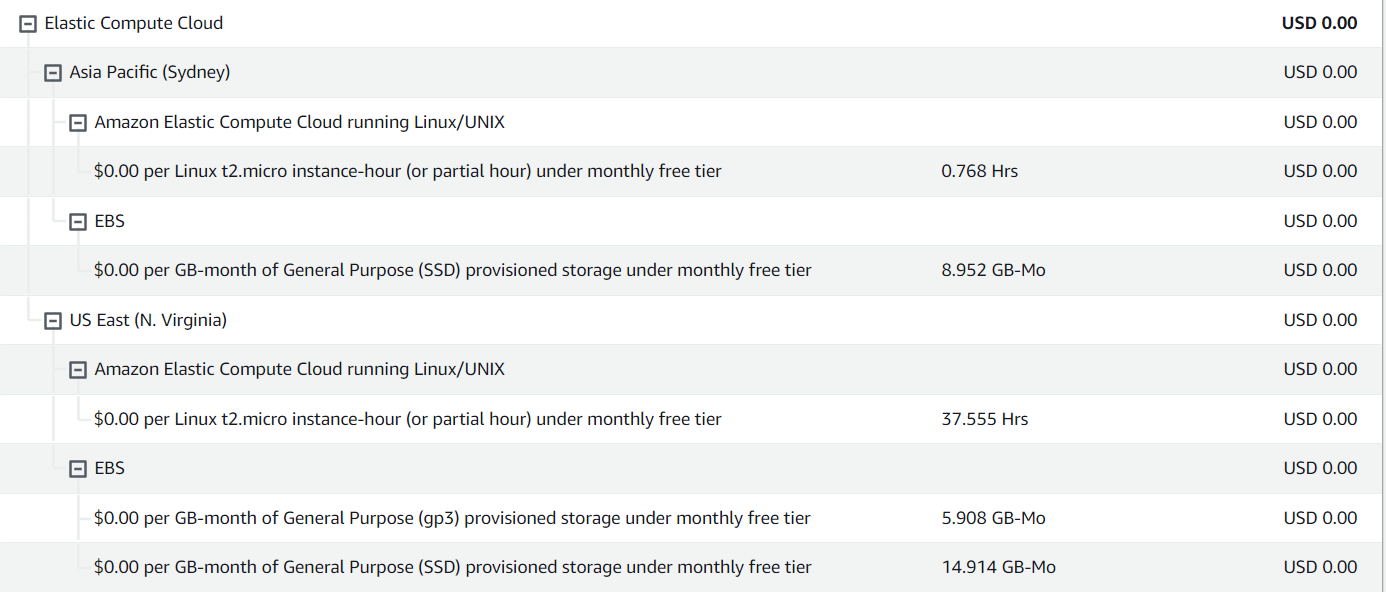 Elastic Compute Cloud USD 0.00
Asia Pacific (Sydney) USD 0.00
Amazon Elastic Compute Cloud running Linux/UNIX USD 0.00
$0.00 per Linux t2.micro instance-hour (or partial hour) under monthly free tier 0.768 Hrs USD 0.00
EBS USD 0.00
$0.00 per GB-month of General Purpose (SSD) provisioned storage under monthly free tier 8.952 GB-Mo USD 0.00
US East (N. Virginia) USD 0.00
Amazon Elastic Compute Cloud running Linux/UNIX USD 0.00
$0.00 per Linux t2.micro instance-hour (or partial hour) under monthly free tier 37.555 Hrs USD 0.00
EBS USD 0.00
$0.00 per GB-month of General Purpose (gp3) provisioned storage under monthly free tier 5.908 GB-Mo USD 0.00
$0.00 per GB-month of General Purpose (SSD) provisioned storage under monthly free tier 14.914 GB-Mo USD 0.00